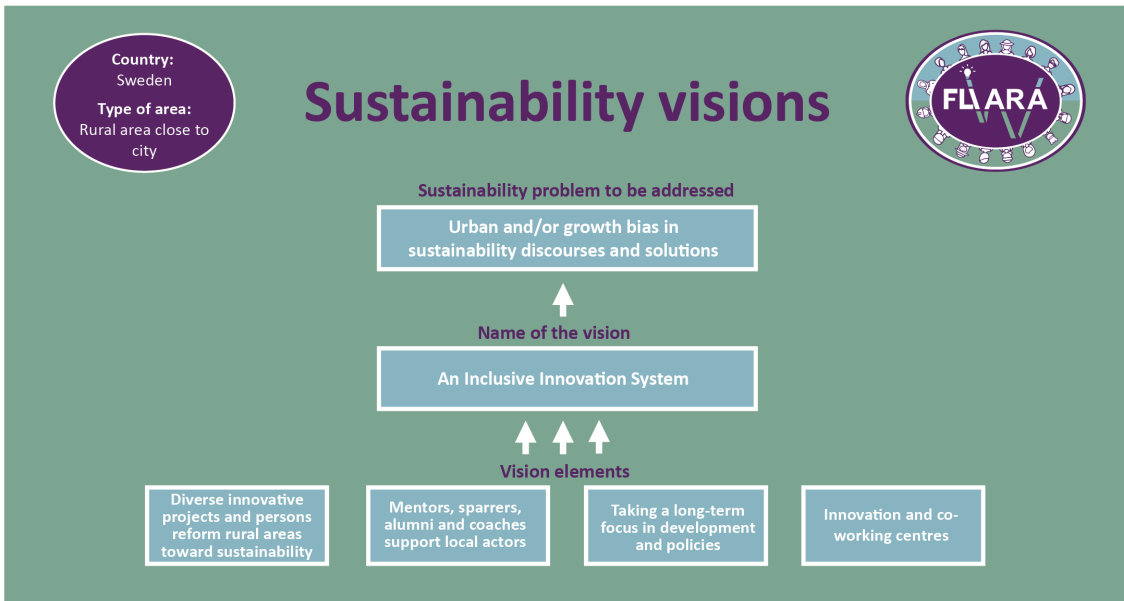 Country:
Sweden
Type of area:
Rural area close to
city
Sustainability visions
FLIARA
Sustainability problem to be addressed
Urban and/or growth bias in
sustainability discourses and solutions
Name of the vision
An Inclusive Innovation System
Vision elements
Diverse innovative
projects and persons
reform rural areas
toward sustainability
Mentors, sparrers,
alumni and coaches
support local actors
Taking a long-term
focus in development
and policies
Innovation and co-
working centres